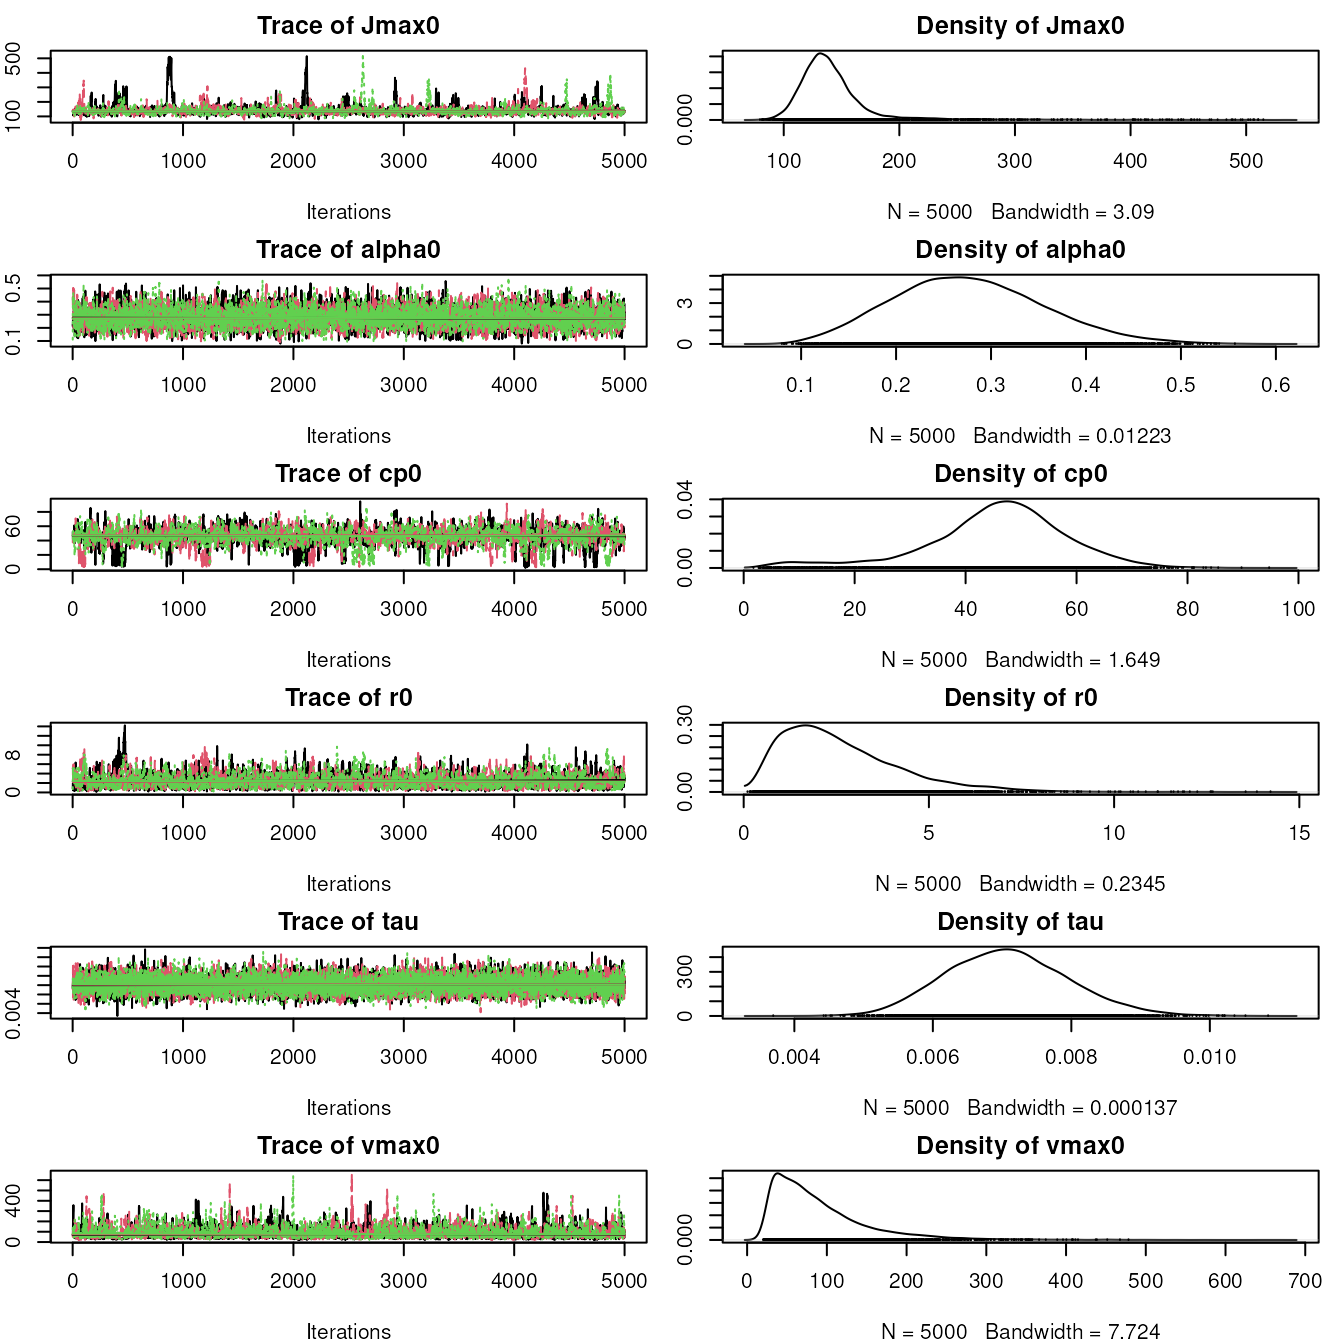 Trace of Jmax0
Density of Jmax0
100 500
0.000
0 1000 2000 3000 4000 5000
100 200 300 400 500
Iterations
N = 5000 Bandwidth = 3.09
Trace of alpha0
Density of alpha0
0.1 0.5
0 3
0 1000 2000 3000 4000 5000
0.1 0.2 0.3 0.4 0.5 0.6
Iterations
N = 5000 Bandwidth = 0.01223
Trace of cp0
Density of cp0
0 60
0.00 0.04
0 1000 2000 3000 4000 5000
0 20 40 60 80 100
Iterations
N = 5000 Bandwidth = 1.649
Trace of r0
Density of r0
0 8
0.00 0.30
0 1000 2000 3000 4000 5000
0 5 10 15
Iterations
N = 5000 Bandwidth = 0.2345
Trace of tau
Density of tau
0.004
0 300
0 1000 2000 3000 4000 5000
0.004 0.006 0.008 0.010
Iterations
N = 5000 Bandwidth = 0.000137
Trace of vmax0
Density of vmax0
0 400
0.000
0 1000 2000 3000 4000 5000
0 100 200 300 400 500 600 700
Iterations
N = 5000 Bandwidth = 7.724